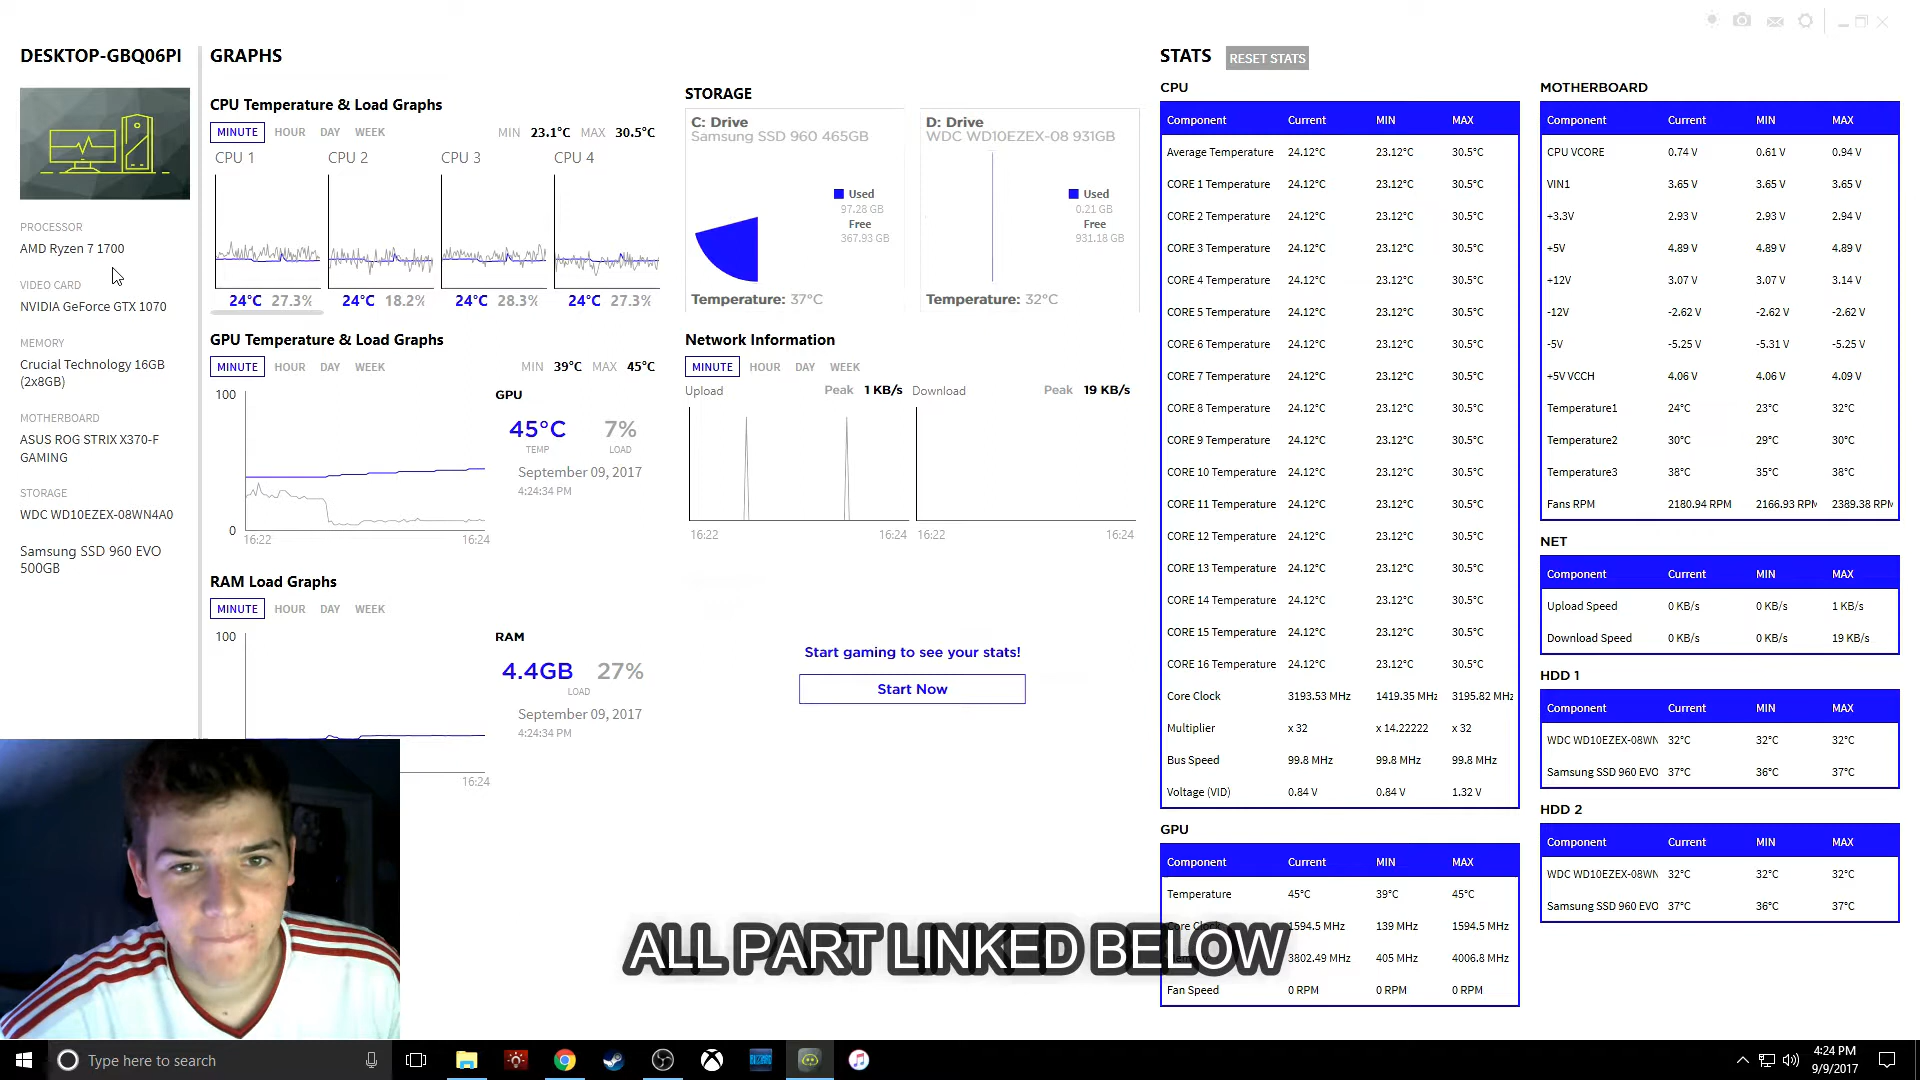 DESKTOP-GBQ06PI
PROCESSOR
AMD Ryzen 7 1700
VIDEO CARD
NVIDIA GeForce GTX 1070
MEMORY
Crucial Technology 16GB
(2x8GB)
MOTHERBOARD
ASUS ROG STRIX X370-F
GAMING
STORAGE
WDC WD10EZEX-08WN4A0
Samsung SSD 960 EVO
500GB
GRAPHS
CPU Temperature & Load Graphs
MINUTE HOUR DAY WEEK MIN 23.1°C MAX 30.5°C
CPU 1 CPU 2 CPU 3 CPU 4
24°C 27.3% 24°C 18.2% 24°C 28.3% 24°C 27.3%
GPU Temperature & Load Graphs
MINUTE HOUR DAY WEEK MIN 39°C MAX 45°C
100
GPU
45°C 7%
TEMP LOAD
September 09, 2017
4:24:34 PM
0
16:22 16:24
RAM Load Graphs
MINUTE HOUR DAY WEEK
100
RAM
4.4GB 27%
LOAD
September 09, 2017
4:24:34 PM
16:24
STORAGE
C: Drive
Samsung SSD 960 465GB
Used
97.28 GB
Free
367.93 GB
Temperature: 37°C
D: Drive
WDC WD10EZEX-08 931GB
Used
0.21 GB
Free
931.18 GB
Temperature: 32°C
Network Information
MINUTE HOUR DAY WEEK
Upload Peak 1 KB/s Download Peak 19 KB/s
16:22 16:24 16:22 16:24
Start gaming to see your stats!
Start Now
STATS RESET STATS
CPU
Component Current MIN MAX
Average Temperature 24.12°C 23.12°C 30.5°C
CORE 1 Temperature 24.12°C 23.12°C 30.5°C
CORE 2 Temperature 24.12°C 23.12°C 30.5°C
CORE 3 Temperature 24.12°C 23.12°C 30.5°C
CORE 4 Temperature 24.12°C 23.12°C 30.5°C
CORE 5 Temperature 24.12°C 23.12°C 30.5°C
CORE 6 Temperature 24.12°C 23.12°C 30.5°C
CORE 7 Temperature 24.12°C 23.12°C 30.5°C
CORE 8 Temperature 24.12°C 23.12°C 30.5°C
CORE 9 Temperature 24.12°C 23.12°C 30.5°C
CORE 10 Temperature 24.12°C 23.12°C 30.5°C
CORE 11 Temperature 24.12°C 23.12°C 30.5°C
CORE 12 Temperature 24.12°C 23.12°C 30.5°C
CORE 13 Temperature 24.12°C 23.12°C 30.5°C
CORE 14 Temperature 24.12°C 23.12°C 30.5°C
CORE 15 Temperature 24.12°C 23.12°C 30.5°C
CORE 16 Temperature 24.12°C 23.12°C 30.5°C
Core Clock 3193.53 MHz 1419.35 MHz 3195.82 MHz
Multiplier x 32 x 14.22222 x 32
Bus Speed 99.8 MHz 99.8 MHz 99.8 MHz
Voltage (VID) 0.84 V 0.84 V 1.32 V
GPU
Component Current MIN MAX
Temperature 45°C 39°C 45°C
Core Clock 1594.5 MHz 139 MHz 1594.5 MHz
3802.49 MHz 405 MHz 4006.8 MHz
Fan Speed 0 RPM 0 RPM 0 RPM
MOTHERBOARD
Component Current MIN MAX
CPU VCORE 0.74 V 0.61 V 0.94 V
VIN1 3.65 V 3.65 V 3.65 V
+3.3V 2.93 V 2.93 V 2.94 V
+5V 4.89 V 4.89 V 4.89 V
+12V 3.07 V 3.07 V 3.14 V
-12V -2.62 V -2.62 V -2.62 V
-5V -5.25 V -5.31 V -5.25 V
+5V VCCH 4.06 V 4.06 V 4.09 V
Temperature1 24°C 23°C 32°C
Temperature2 30°C 29°C 30°C
Temperature3 38°C 35°C 38°C
Fans RPM 2180.94 RPM 2166.93 RPM 2389.38 RPM
NET
Component Current MIN MAX
Upload Speed 0 KB/s 0 KB/s 1 KB/s
Download Speed 0 KB/s 0 KB/s 19 KB/s
HDD 1
Component Current MIN MAX
WDC WD10EZEX-08WN 32°C 32°C 32°C
Samsung SSD 960 EVO 37°C 36°C 37°C
HDD 2
Component Current MIN MAX
WDC WD10EZEX-08WN 32°C 32°C 32°C
Samsung SSD 960 EVO 37°C 36°C 37°C
ALL PART LINKED BELOW
Type here to search
4:24 PM
9/9/2017